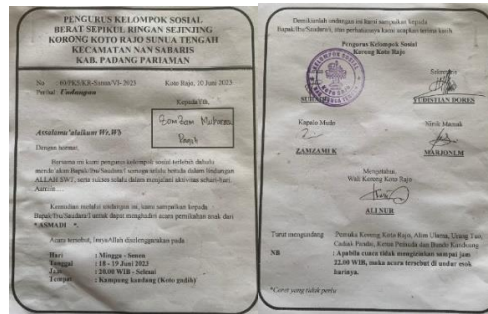 PENGURUS KELOMPOK SOSIAL
BERAT SEPIKUL RINGAN SEJINJING
KORONG KOTO RAJO SUNUA TENGAH
KECAMATAN NAN SABARIS
KAB. PADANG PARIAMAN
No
Koto Rajo, 10 Juni 2023
Perihal : Undangan
Kepada Yth,
Assalamu'alaikum Wr.Wb
Dengan hormat,
Bersama ini kami pengurus kelompok sosial terlebih dahulu
mendo'akan Bapak/Ibu/Saudara/i semoga selalu berada dalam lindungan
ALLAH SWT, serta sukses selalu dalam menjalani aktivitas sehari-hari.
Aamiin....
Kemudian melalui undangan ini, kami sampaikan kepada
Bapak/Ibu/Saudara/i untuk dapat menghadiri acara pernikahan anak dari
"ASMADI".
Acara tersebut, InsyaAllah diselenggarakan pada
Hari : Minggu - Senen
Tanggal : 18 - 19 Juni 2023
Jam : 20.00 WIB - Selesai
Tempat : Kampung kandang (Koto gadih)
Demikianlah undangan ini kami sampaikan kepada
Bapak/Ibu/Saudara/i, atas perhatiannya kami ucapkan terima kasih.
Pengurus Kelompok Sosial
Korong Koto Rajo
Sekretaris
YUDISTIAN DORES
Kapalo Mudo
Ninik Mamak
ZAMZAMI K
MARJONI.M
Mengetahui,
Wali Korong Koto Rajo
ALI NUR
Turut mengundang : Pemuka Korong Koto Rajo, Alim Ulama, Urang Tuo,
Cadiak Pandai, Ketua Pemuda dan Bundo Kanduang
NB : Apabila cuaca tidak mengizinkan sampai jam
22.00 WIB, maka acara tersebut di undur esok
harinya.
*Coret yang tidak perlu